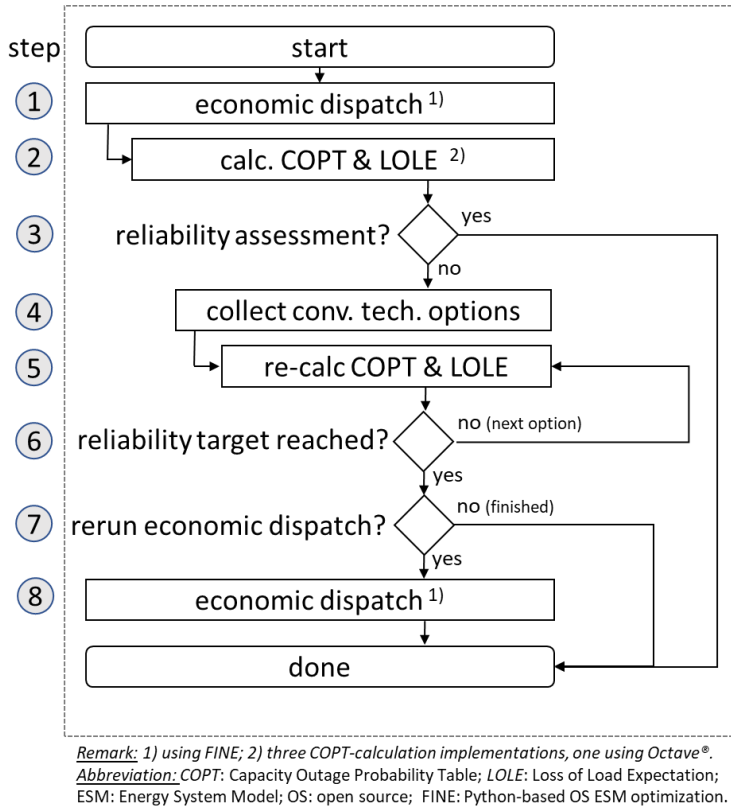 step
start
1
economic dispatch 1)
2
calc. COPT & LOLE 2)
3
reliability assessment?
yes
no
4
collect conv. tech. options
5
re-calc COPT & LOLE
6
reliability target reached?
no (next option)
yes
7
rerun economic dispatch?
no (finished)
yes
8
economic dispatch 1)
done
Remark: 1) using FINE; 2) three COPT-calculation implementations, one using Octave®.
Abbreviation: COPT: Capacity Outage Probability Table; LOLE: Loss of Load Expectation;
ESM: Energy System Model; OS: open source; FINE: Python-based OS ESM optimization.